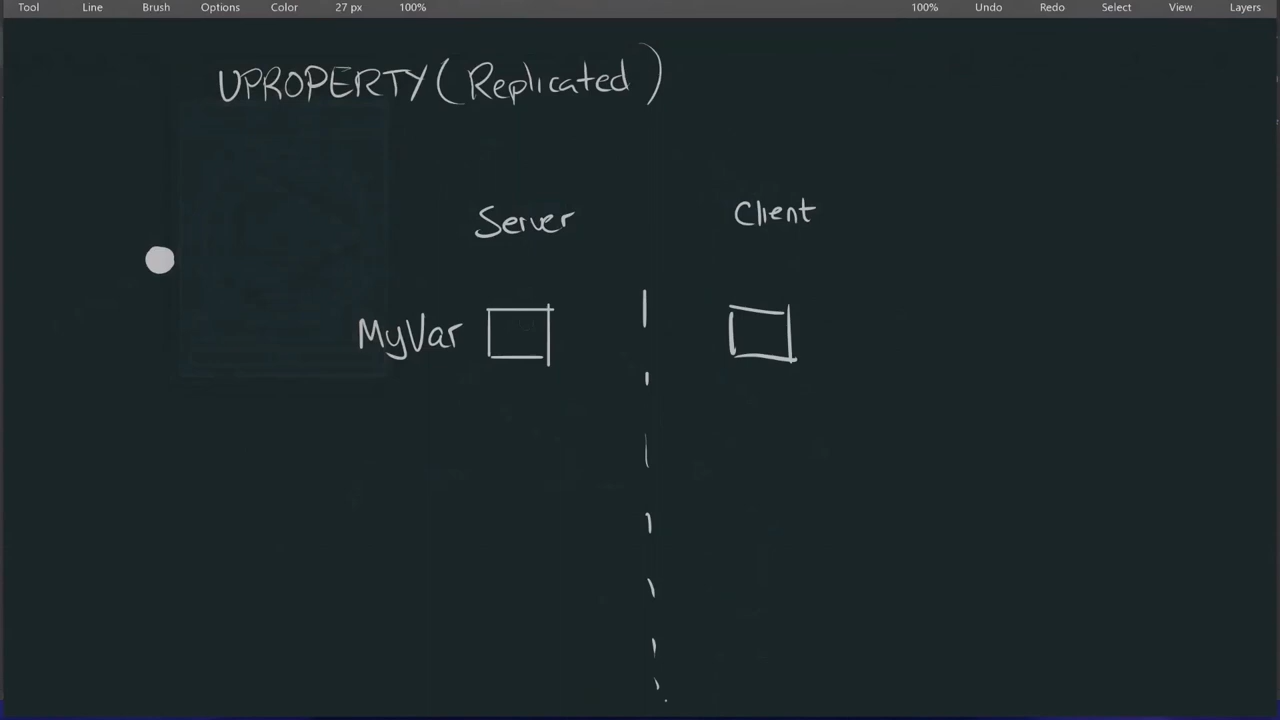 Tool Line Brush Options Color 27 px 100% 100% Undo Redo Select View Layers
UPROPERTY(Replicated)
Server Client
MyVar